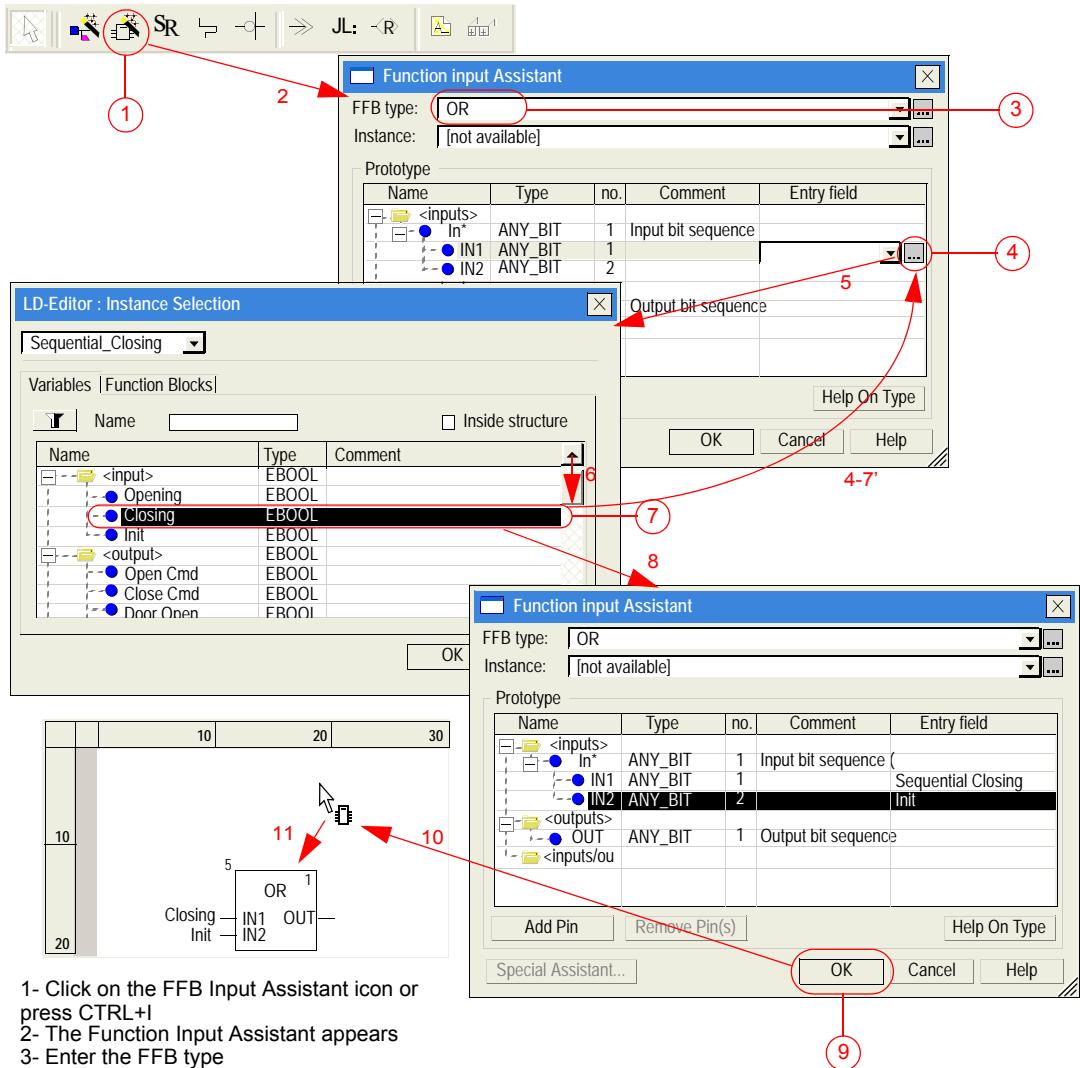 SR JL: R
1
2
Function input Assistant
FFB type: OR ...
3
Instance: [not available] ...
Prototype
Name Type no. Comment Entry field
<inputs>
In* ANY_BIT 1 Input bit sequence
IN1 ANY_BIT 1 ...
4
IN2 ANY_BIT 2
5
Output bit sequence
Help On Type
OK Cancel Help
4-7’
LD-Editor : Instance Selection
Sequential_Closing
Variables Function Blocks
Name Inside structure
Name Type Comment
6
<input> EBOOL
Opening EBOOL
Closing EBOOL
7
Init EBOOL
<output> EBOOL
Open Cmd EBOOL
Close Cmd EBOOL
Door Open EBOOL
OK
8
Function input Assistant
FFB type: OR ...
Instance: [not available] ...
Prototype
Name Type no. Comment Entry field
<inputs>
In* ANY_BIT 1 Input bit sequence (
IN1 ANY_BIT 1 Sequential Closing
IN2 ANY_BIT 2 Init
<outputs>
OUT ANY_BIT 1 Output bit sequence
<inputs/ou
Add Pin Remove Pin(s) Help On Type
Special Assistant... OK Cancel Help
9
10 20 30
10
11
10
5
OR 1
Closing IN1 OUT
Init IN2
20
1- Click on the FFB Input Assistant icon or
press CTRL+I
2- The Function Input Assistant appears
3- Enter the FFB type